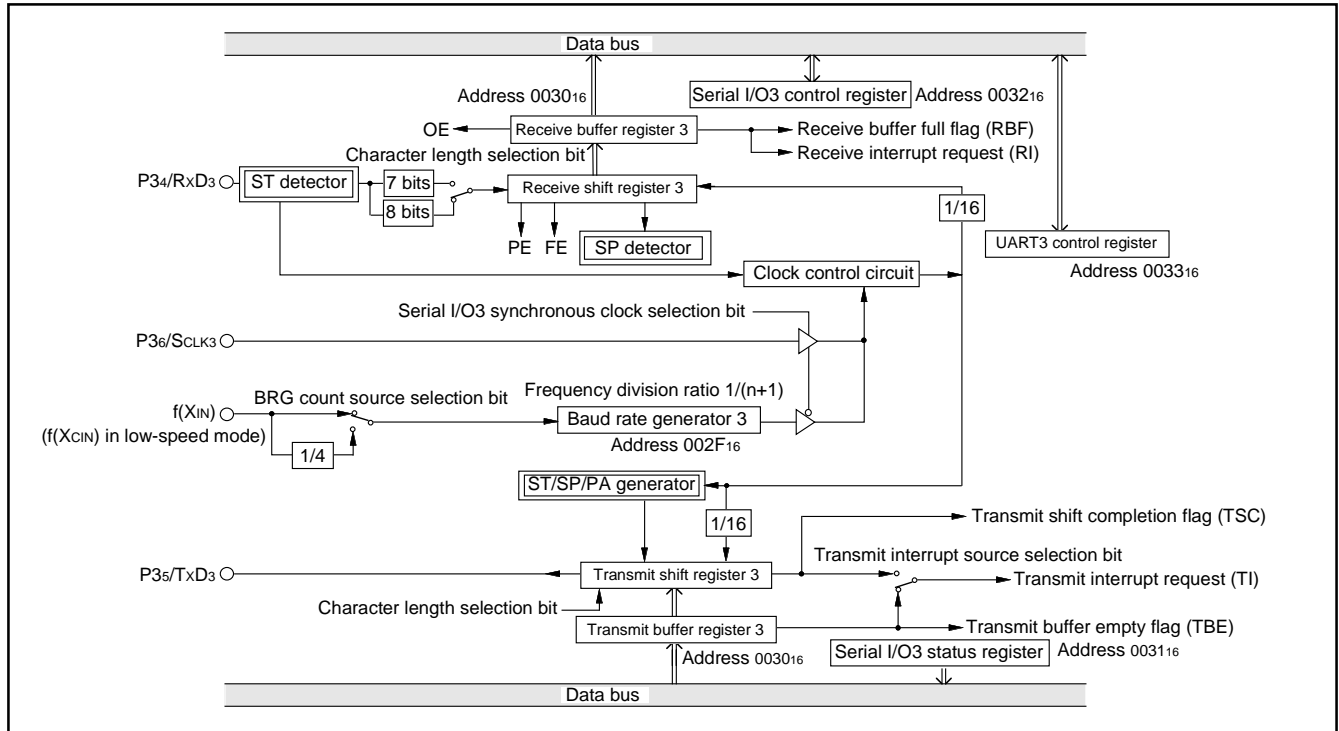 Data bus
Address 0030₁₆
Serial I/O3 control register Address 0032₁₆
OE
Receive buffer register 3
Receive buffer full flag (RBF)
Receive interrupt request (RI)
Character length selection bit
P3₄/RxD₃
ST detector
7 bits
8 bits
Receive shift register 3
1/16
PE FE
SP detector
UART3 control register
Address 0033₁₆
Clock control circuit
Serial I/O3 synchronous clock selection bit
P3₆/SCLK3
BRG count source selection bit
Frequency division ratio 1/(n+1)
f(XIN)
(f(XCIN) in low-speed mode)
Baud rate generator 3
Address 002F₁₆
1/4
ST/SP/PA generator
1/16
Transmit shift completion flag (TSC)
Transmit interrupt source selection bit
P3₅/TxD₃
Transmit shift register 3
Transmit interrupt request (TI)
Character length selection bit
Transmit buffer register 3
Transmit buffer empty flag (TBE)
Address 0030₁₆
Serial I/O3 status register Address 0031₁₆
Data bus